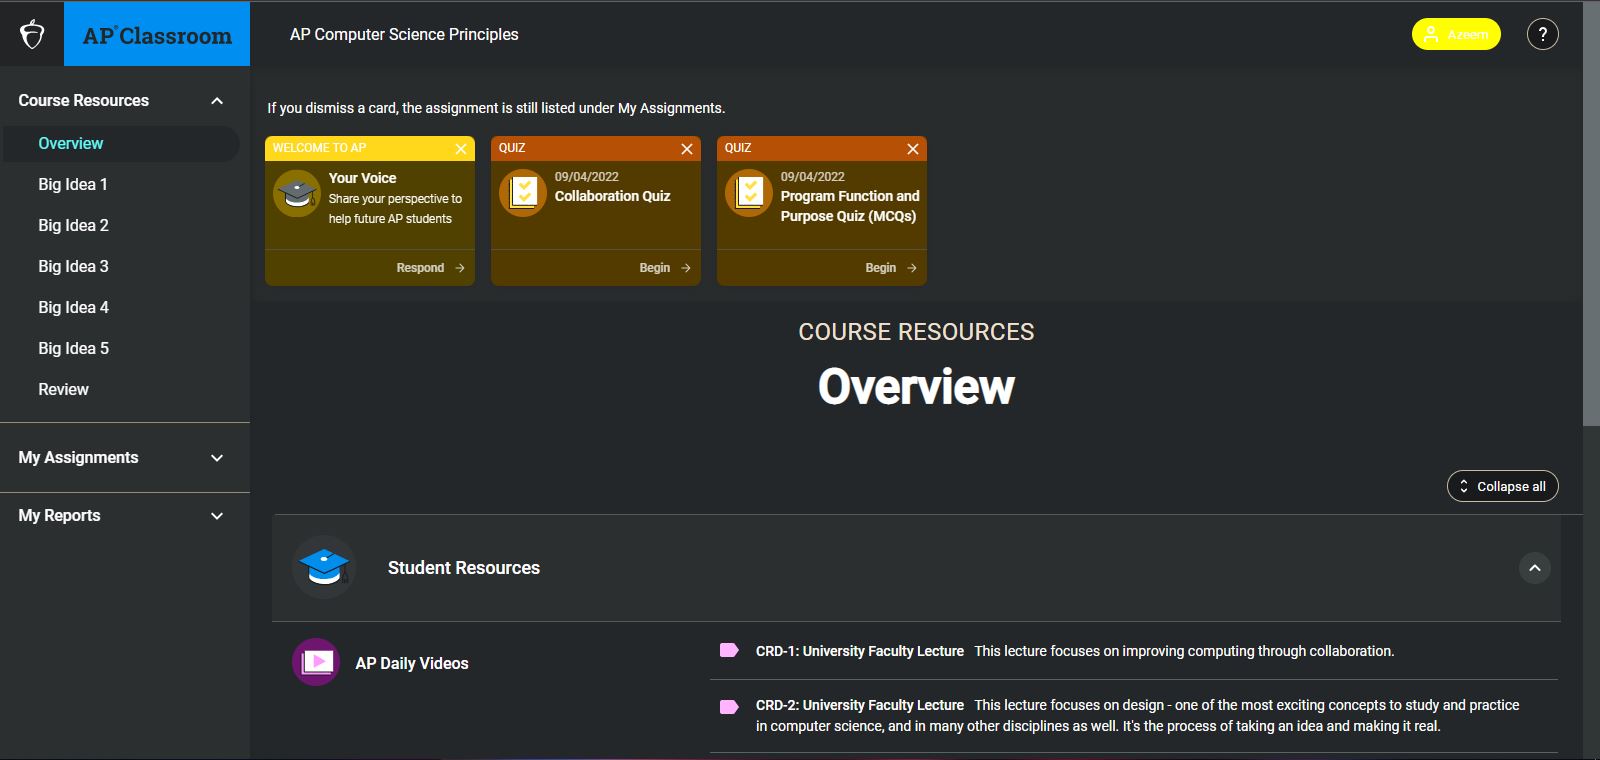 AP® Classroom
AP Computer Science Principles
Azeem
?
Course Resources
Overview
Big Idea 1
Big Idea 2
Big Idea 3
Big Idea 4
Big Idea 5
Review
My Assignments
My Reports
If you dismiss a card, the assignment is still listed under My Assignments.
WELCOME TO AP
Your Voice
Share your perspective to
help future AP students
Respond
QUIZ
09/04/2022
Collaboration Quiz
Begin
QUIZ
09/04/2022
Program Function and
Purpose Quiz (MCQs)
Begin
COURSE RESOURCES
Overview
Collapse all
Student Resources
AP Daily Videos
CRD-1: University Faculty Lecture This lecture focuses on improving computing through collaboration.
CRD-2: University Faculty Lecture This lecture focuses on design - one of the most exciting concepts to study and practice
in computer science, and in many other disciplines as well. It's the process of taking an idea and making it real.